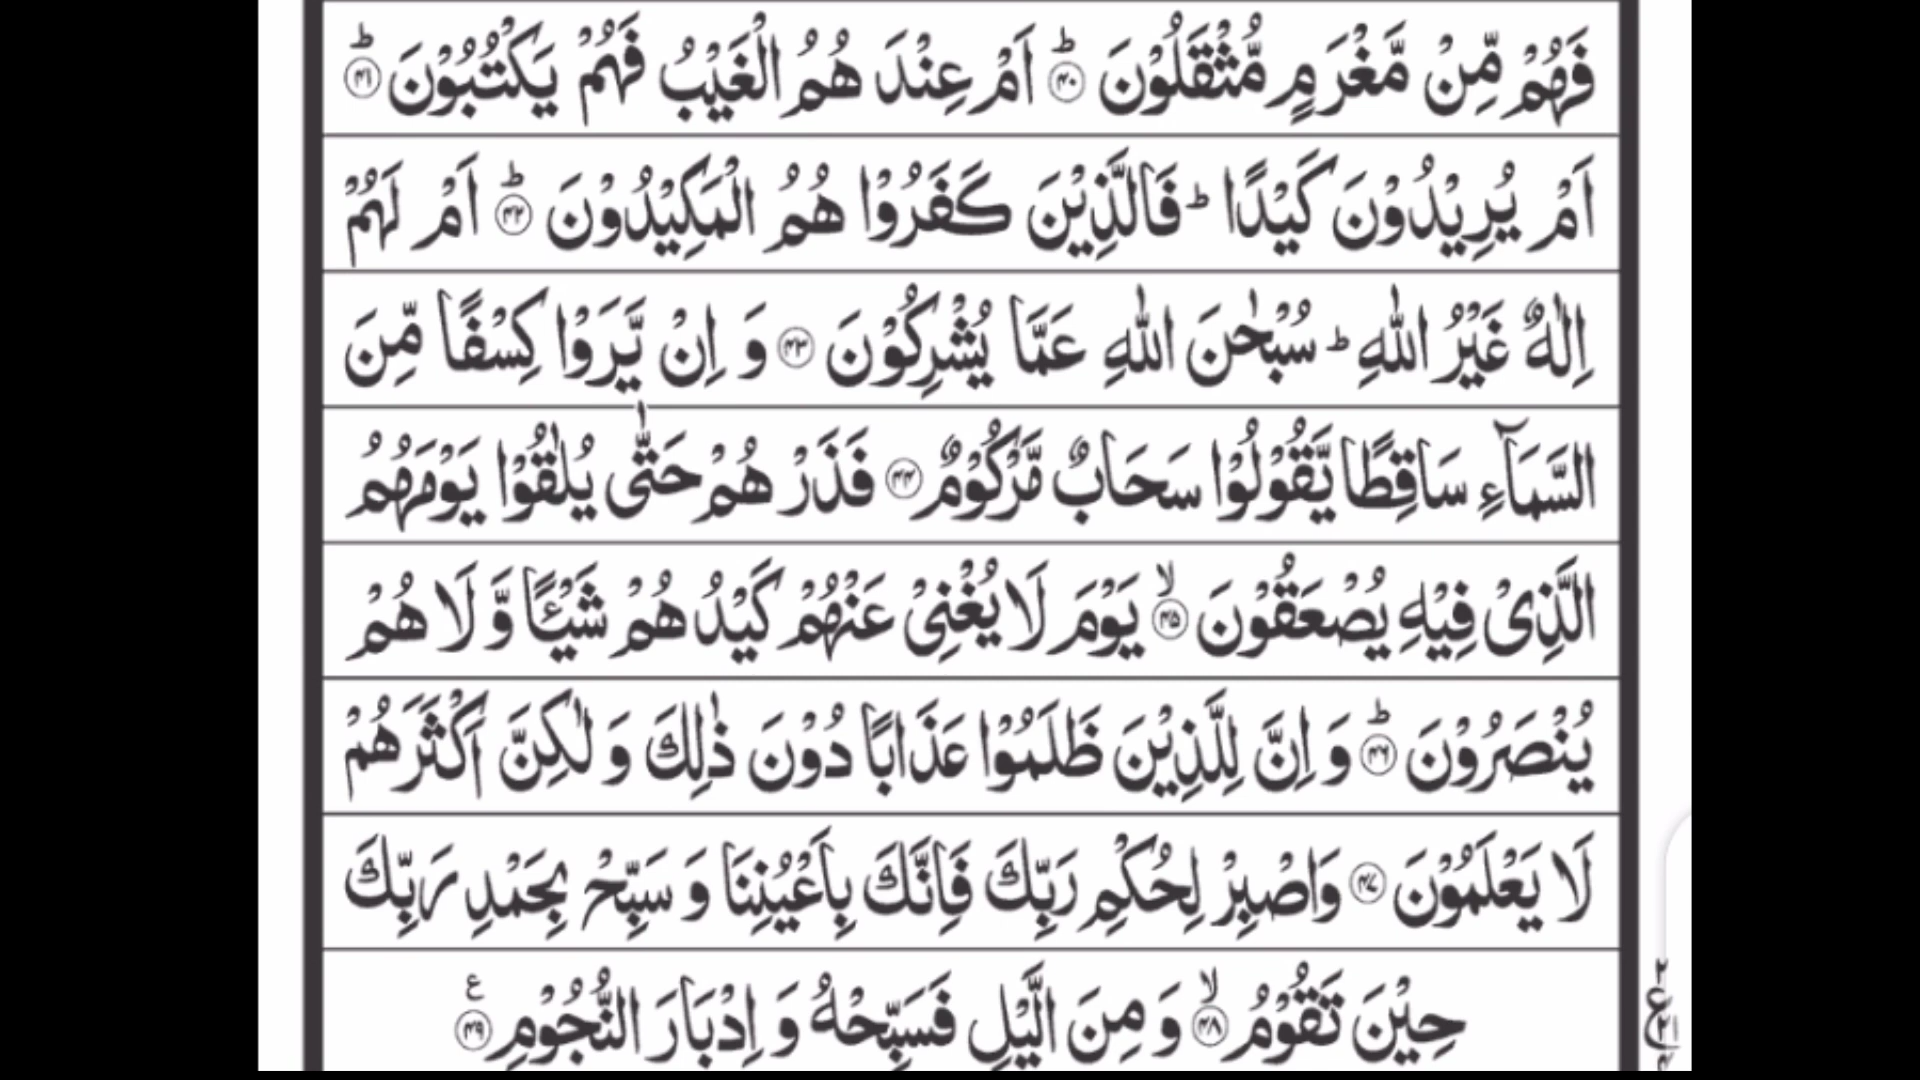 فَهُمْ مِّنْ مَّغْرَمٍ مُّثْقَلُوْنَ ؕ﴿۴۰﴾ اَمْ عِنْدَ هُمُ الْغَيْبُ فَهُمْ يَكْتُبُوْنَ ؕ﴿۴۱﴾
اَمْ يُرِيْدُوْنَ كَيْدًا ؕ فَالَّذِيْنَ كَفَرُوْا هُمُ الْمَكِيْدُوْنَ ؕ﴿۴۲﴾ اَمْ لَهُمْ
اِلٰهٌ غَيْرُ اللّٰهِ ؕ سُبْحٰنَ اللّٰهِ عَمَّا يُشْرِكُوْنَ ﴿۴۳﴾ وَ اِنْ يَّرَوْا كِسْفًا مِّنَ
السَّمَآءِ سَاقِطًا يَّقُوْلُوْا سَحَابٌ مَّرْكُوْمٌ ﴿۴۴﴾ فَذَرْ هُمْ حَتّٰى يُلٰقُوْا يَوْمَهُمُ
الَّذِىْ فِيْهِ يُصْعَقُوْنَ ۙ﴿۴۵﴾ يَوْمَ لَا يُغْنِىْ عَنْهُمْ كَيْدُ هُمْ شَيْـًٔا وَّ لَا هُمْ
يُنْصَرُوْنَ ؕ﴿۴۶﴾ وَ اِنَّ لِلَّذِيْنَ ظَلَمُوْا عَذَابًا دُوْنَ ذٰلِكَ وَ لٰكِنَّ اَكْثَرَهُمْ
لَا يَعْلَمُوْنَ ﴿۴۷﴾ وَاصْبِرْ لِحُكْمِ رَبِّكَ فَاِنَّكَ بِاَعْيُنِنَا وَ سَبِّحْ بِحَمْدِ رَبِّكَ
حِيْنَ تَقُوْمُ ۙ﴿۴۸﴾ وَ مِنَ الَّيْلِ فَسَبِّحْهُ وَ اِدْبَارَ النُّجُوْمِ ﴿۴۹﴾ ع